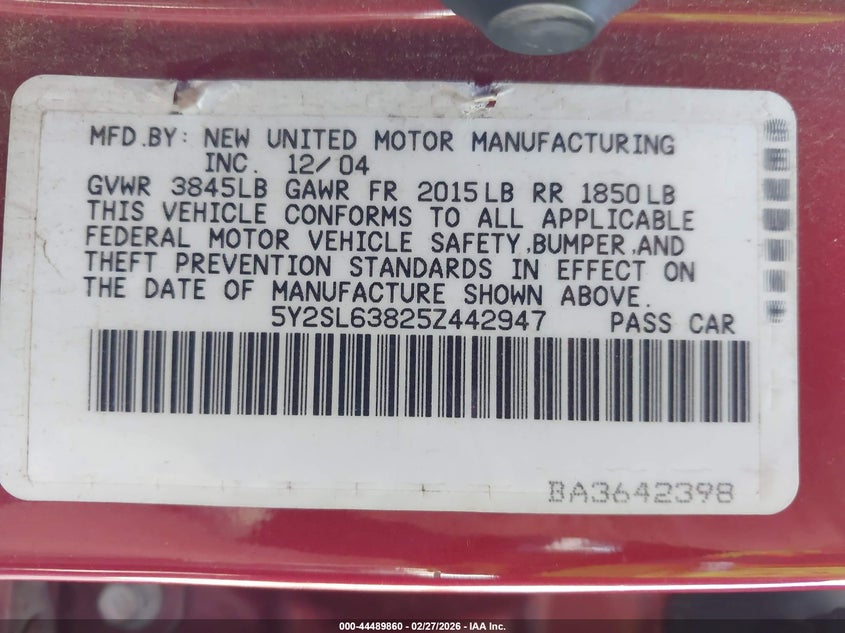 MFD.BY: NEW UNITED MOTOR MANUFACTURING
INC. 12/04
GVWR 3845LB GAWR FR 2015LB RR 1850LB
THIS VEHICLE CONFORMS TO ALL APPLICABLE
FEDERAL MOTOR VEHICLE SAFETY,BUMPER,AND
THEFT PREVENTION STANDARDS IN EFFECT ON
THE DATE OF MANUFACTURE SHOWN ABOVE.
5Y2SL63825Z442947 PASS CAR
BA3642398
000-44489860 - 02/27/2026 - IAA Inc.